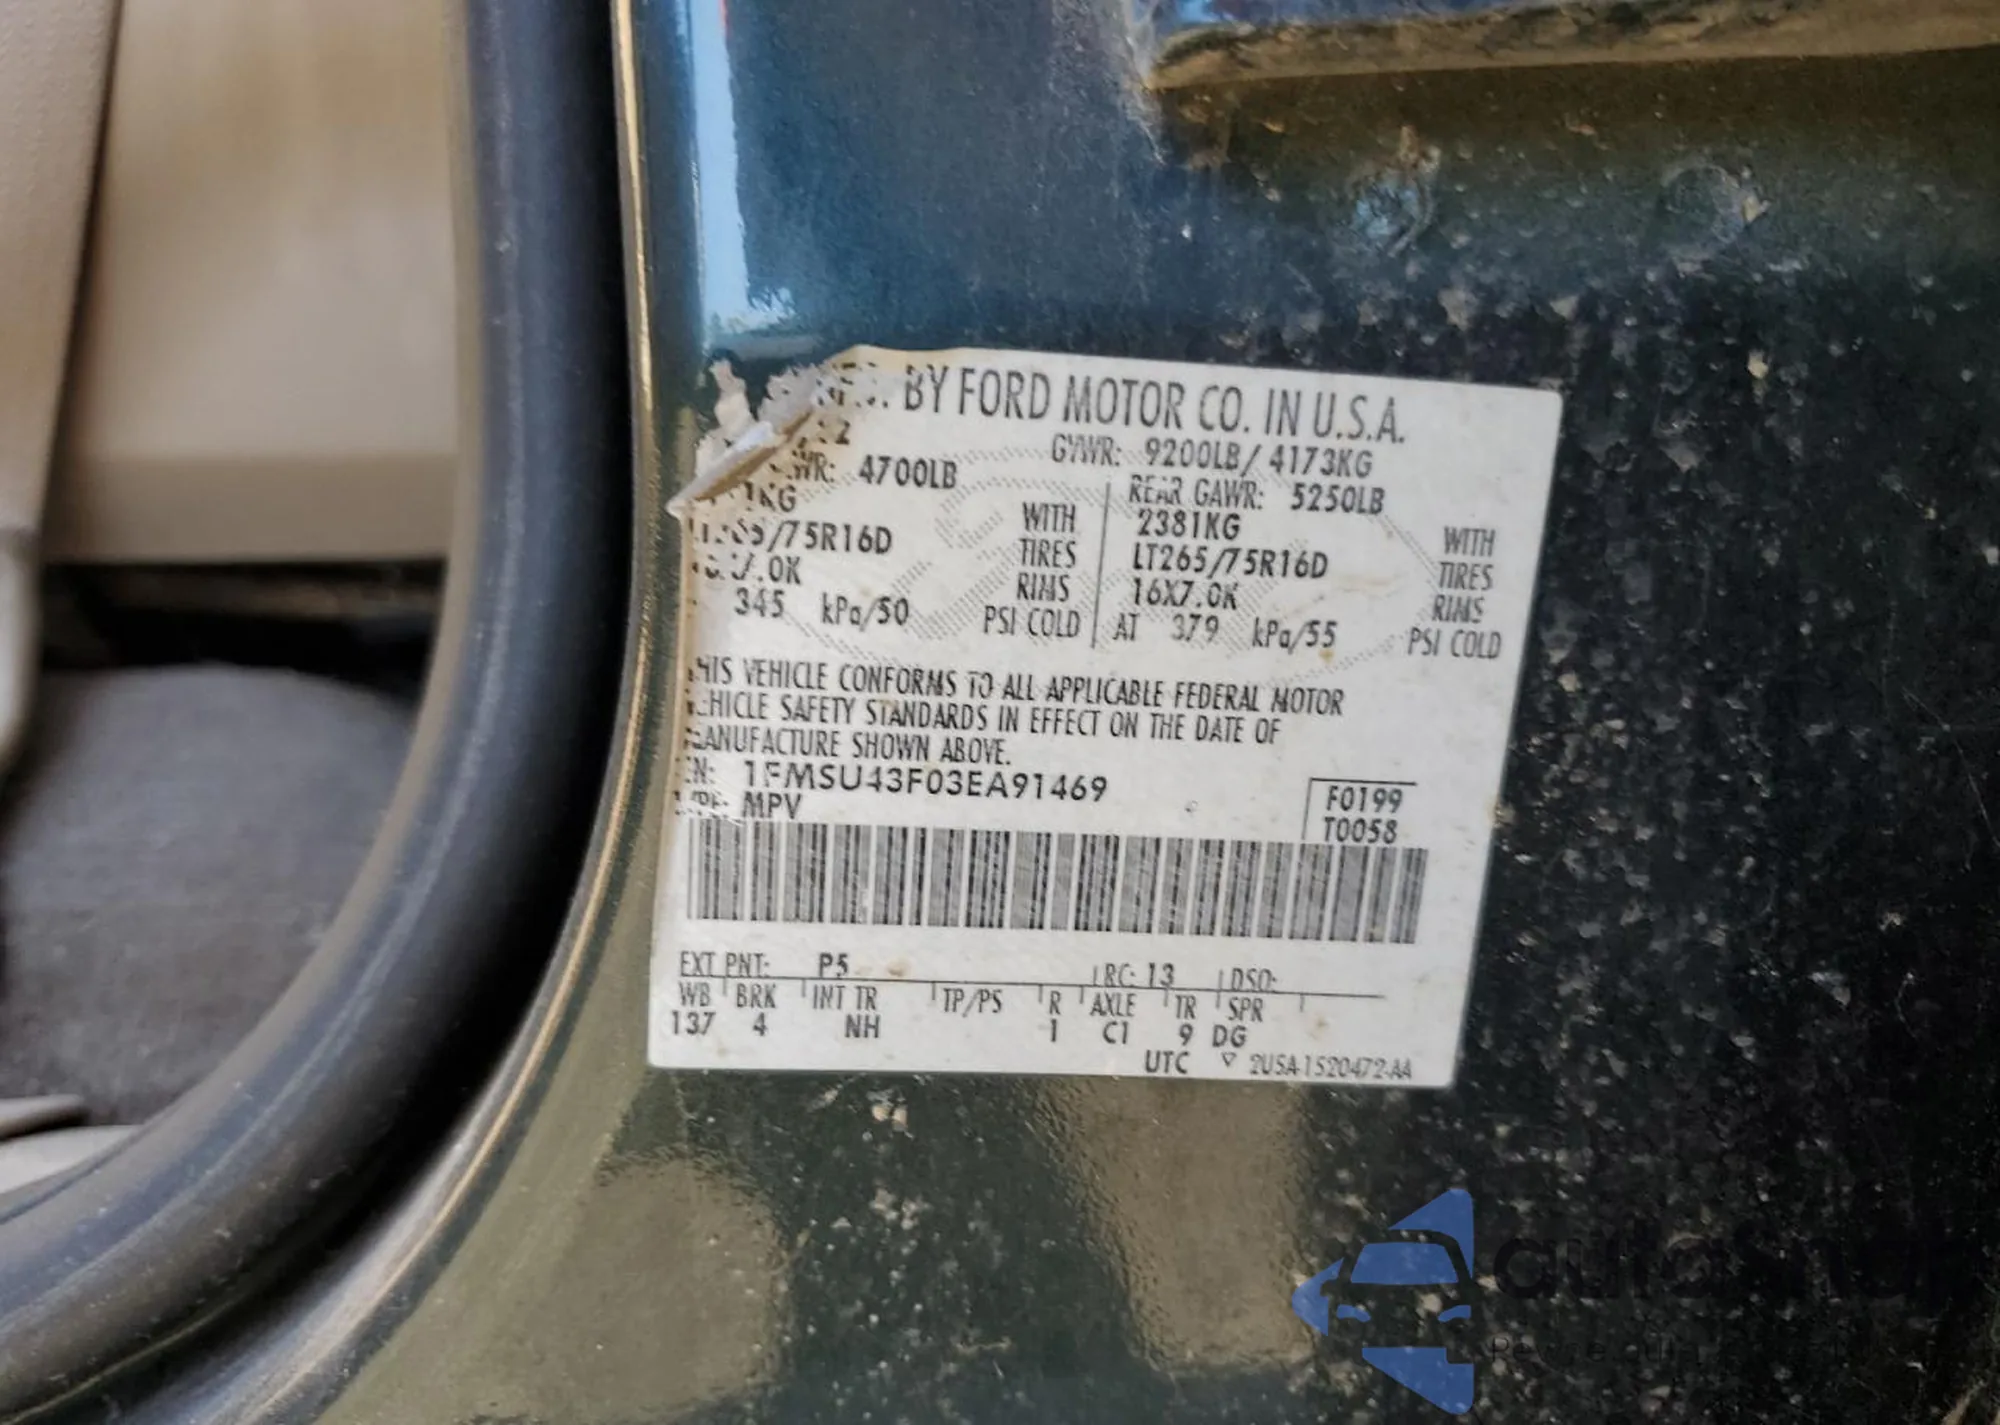 BY FORD MOTOR CO. IN U.S.A.
GVWR: 9200LB/ 4173KG
4700LB REAR GAWR: 5250LB
WITH 2381KG WITH
/75R16D TIRES LT265/75R16D TIRES
RIMS 16X7.0K RIMS
345 kPa/50 PSI COLD AT 379 kPa/55 PSI COLD
THIS VEHICLE CONFORMS TO ALL APPLICABLE FEDERAL MOTOR
VEHICLE SAFETY STANDARDS IN EFFECT ON THE DATE OF
MANUFACTURE SHOWN ABOVE.
1FMSU43F03EA91469 F0199
MPV T0058
EXT PNT: P5 RC: 13 DSO:
WB BRK INT TR TP/PS R AXLE TR SPR
137 4 NH 1 C1 9 DG
UTC ▽ 2U5A-1520472-AA